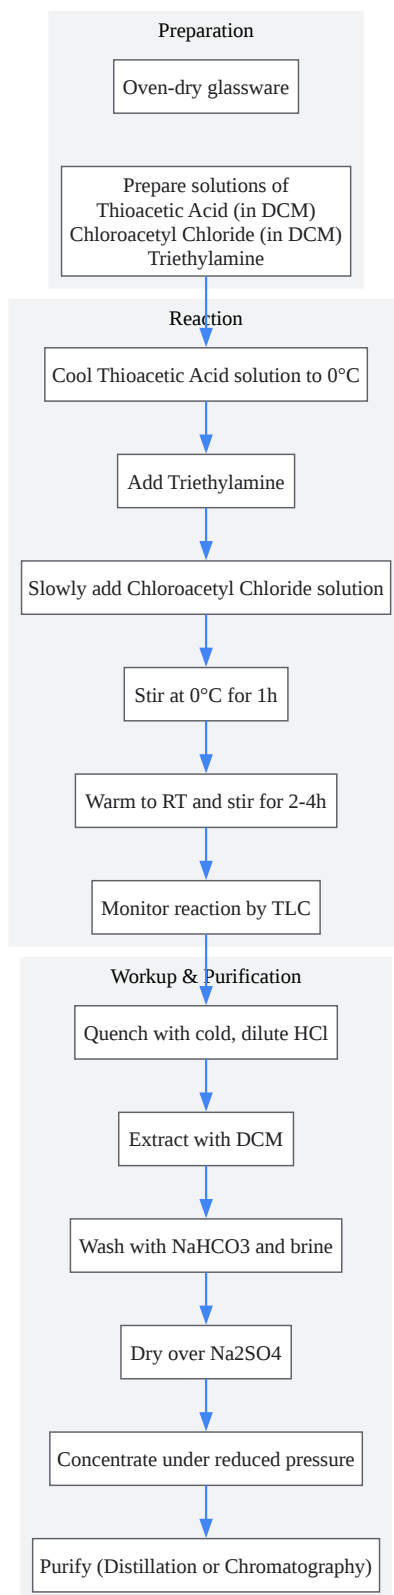 Preparation
Oven-dry glassware
Prepare solutions of
Thioacetic Acid (in DCM)
Chloroacetyl Chloride (in DCM)
Triethylamine
Reaction
Cool Thioacetic Acid solution to 0°C
Add Triethylamine
Slowly add Chloroacetyl Chloride solution
Stir at 0°C for 1h
Warm to RT and stir for 2-4h
Monitor reaction by TLC
Workup & Purification
Quench with cold, dilute HCl
Extract with DCM
Wash with NaHCO3 and brine
Dry over Na2SO4
Concentrate under reduced pressure
Purify (Distillation or Chromatography)